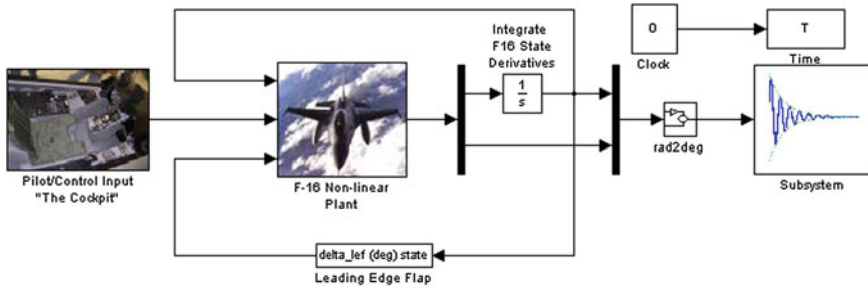 Integrate
F16 State
Derivatives
1
s
0
Clock
T
Time
rad2deg
Subsystem
Pilot/Control Input
"The Cockpit"
F-16 Non-linear
Plant
delta_lef (deg) state
Leading Edge Flap